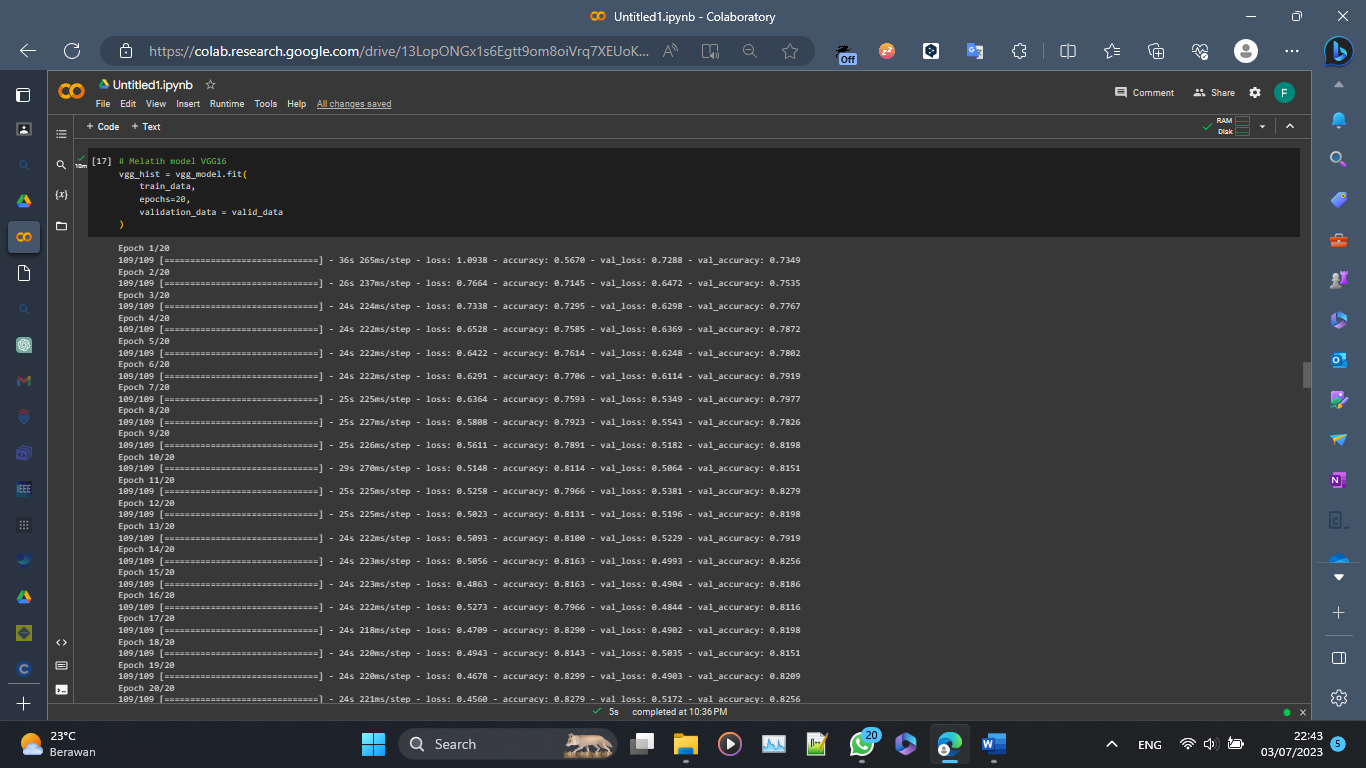 Untitled1.ipynb - Colaboratory
https://colab.research.google.com/drive/13LopONGx1s6Egtt9om8oiVrq7XEUoK...
Off
Untitled1.ipynb
File Edit View Insert Runtime Tools Help All changes saved
Comment Share F
+ Code + Text
RAM
Disk
[17] # Melatih model VGG16
vgg_hist = vgg_model.fit(
train_data,
epochs=20,
validation_data = valid_data
)
Epoch 1/20
109/109 [==============================] - 36s 265ms/step - loss: 1.0938 - accuracy: 0.5670 - val_loss: 0.7288 - val_accuracy: 0.7349
Epoch 2/20
109/109 [==============================] - 26s 237ms/step - loss: 0.7664 - accuracy: 0.7145 - val_loss: 0.6472 - val_accuracy: 0.7535
Epoch 3/20
109/109 [==============================] - 24s 224ms/step - loss: 0.7338 - accuracy: 0.7295 - val_loss: 0.6298 - val_accuracy: 0.7767
Epoch 4/20
109/109 [==============================] - 24s 222ms/step - loss: 0.6528 - accuracy: 0.7585 - val_loss: 0.6369 - val_accuracy: 0.7872
Epoch 5/20
109/109 [==============================] - 24s 222ms/step - loss: 0.6422 - accuracy: 0.7614 - val_loss: 0.6248 - val_accuracy: 0.7802
Epoch 6/20
109/109 [==============================] - 24s 222ms/step - loss: 0.6291 - accuracy: 0.7706 - val_loss: 0.6114 - val_accuracy: 0.7919
Epoch 7/20
109/109 [==============================] - 25s 225ms/step - loss: 0.6364 - accuracy: 0.7593 - val_loss: 0.5349 - val_accuracy: 0.7977
Epoch 8/20
109/109 [==============================] - 25s 227ms/step - loss: 0.5808 - accuracy: 0.7923 - val_loss: 0.5543 - val_accuracy: 0.7826
Epoch 9/20
109/109 [==============================] - 25s 226ms/step - loss: 0.5611 - accuracy: 0.7891 - val_loss: 0.5182 - val_accuracy: 0.8198
Epoch 10/20
109/109 [==============================] - 29s 270ms/step - loss: 0.5148 - accuracy: 0.8114 - val_loss: 0.5064 - val_accuracy: 0.8151
Epoch 11/20
109/109 [==============================] - 25s 225ms/step - loss: 0.5258 - accuracy: 0.7966 - val_loss: 0.5381 - val_accuracy: 0.8279
Epoch 12/20
109/109 [==============================] - 25s 225ms/step - loss: 0.5023 - accuracy: 0.8131 - val_loss: 0.5196 - val_accuracy: 0.8198
Epoch 13/20
109/109 [==============================] - 24s 222ms/step - loss: 0.5093 - accuracy: 0.8100 - val_loss: 0.5229 - val_accuracy: 0.7919
Epoch 14/20
109/109 [==============================] - 24s 223ms/step - loss: 0.5056 - accuracy: 0.8163 - val_loss: 0.4993 - val_accuracy: 0.8256
Epoch 15/20
109/109 [==============================] - 24s 223ms/step - loss: 0.4863 - accuracy: 0.8163 - val_loss: 0.4904 - val_accuracy: 0.8186
Epoch 16/20
109/109 [==============================] - 24s 222ms/step - loss: 0.5273 - accuracy: 0.7966 - val_loss: 0.4844 - val_accuracy: 0.8116
Epoch 17/20
109/109 [==============================] - 24s 218ms/step - loss: 0.4709 - accuracy: 0.8290 - val_loss: 0.4902 - val_accuracy: 0.8198
Epoch 18/20
109/109 [==============================] - 24s 220ms/step - loss: 0.4943 - accuracy: 0.8143 - val_loss: 0.5035 - val_accuracy: 0.8151
Epoch 19/20
109/109 [==============================] - 24s 220ms/step - loss: 0.4678 - accuracy: 0.8299 - val_loss: 0.4903 - val_accuracy: 0.8209
Epoch 20/20
109/109 [==============================] - 24s 221ms/step - loss: 0.4560 - accuracy: 0.8279 - val_loss: 0.5172 - val_accuracy: 0.8256
5s completed at 10:36 PM
23°C
Berawan
Search
20
ENG
22:43
03/07/2023
5